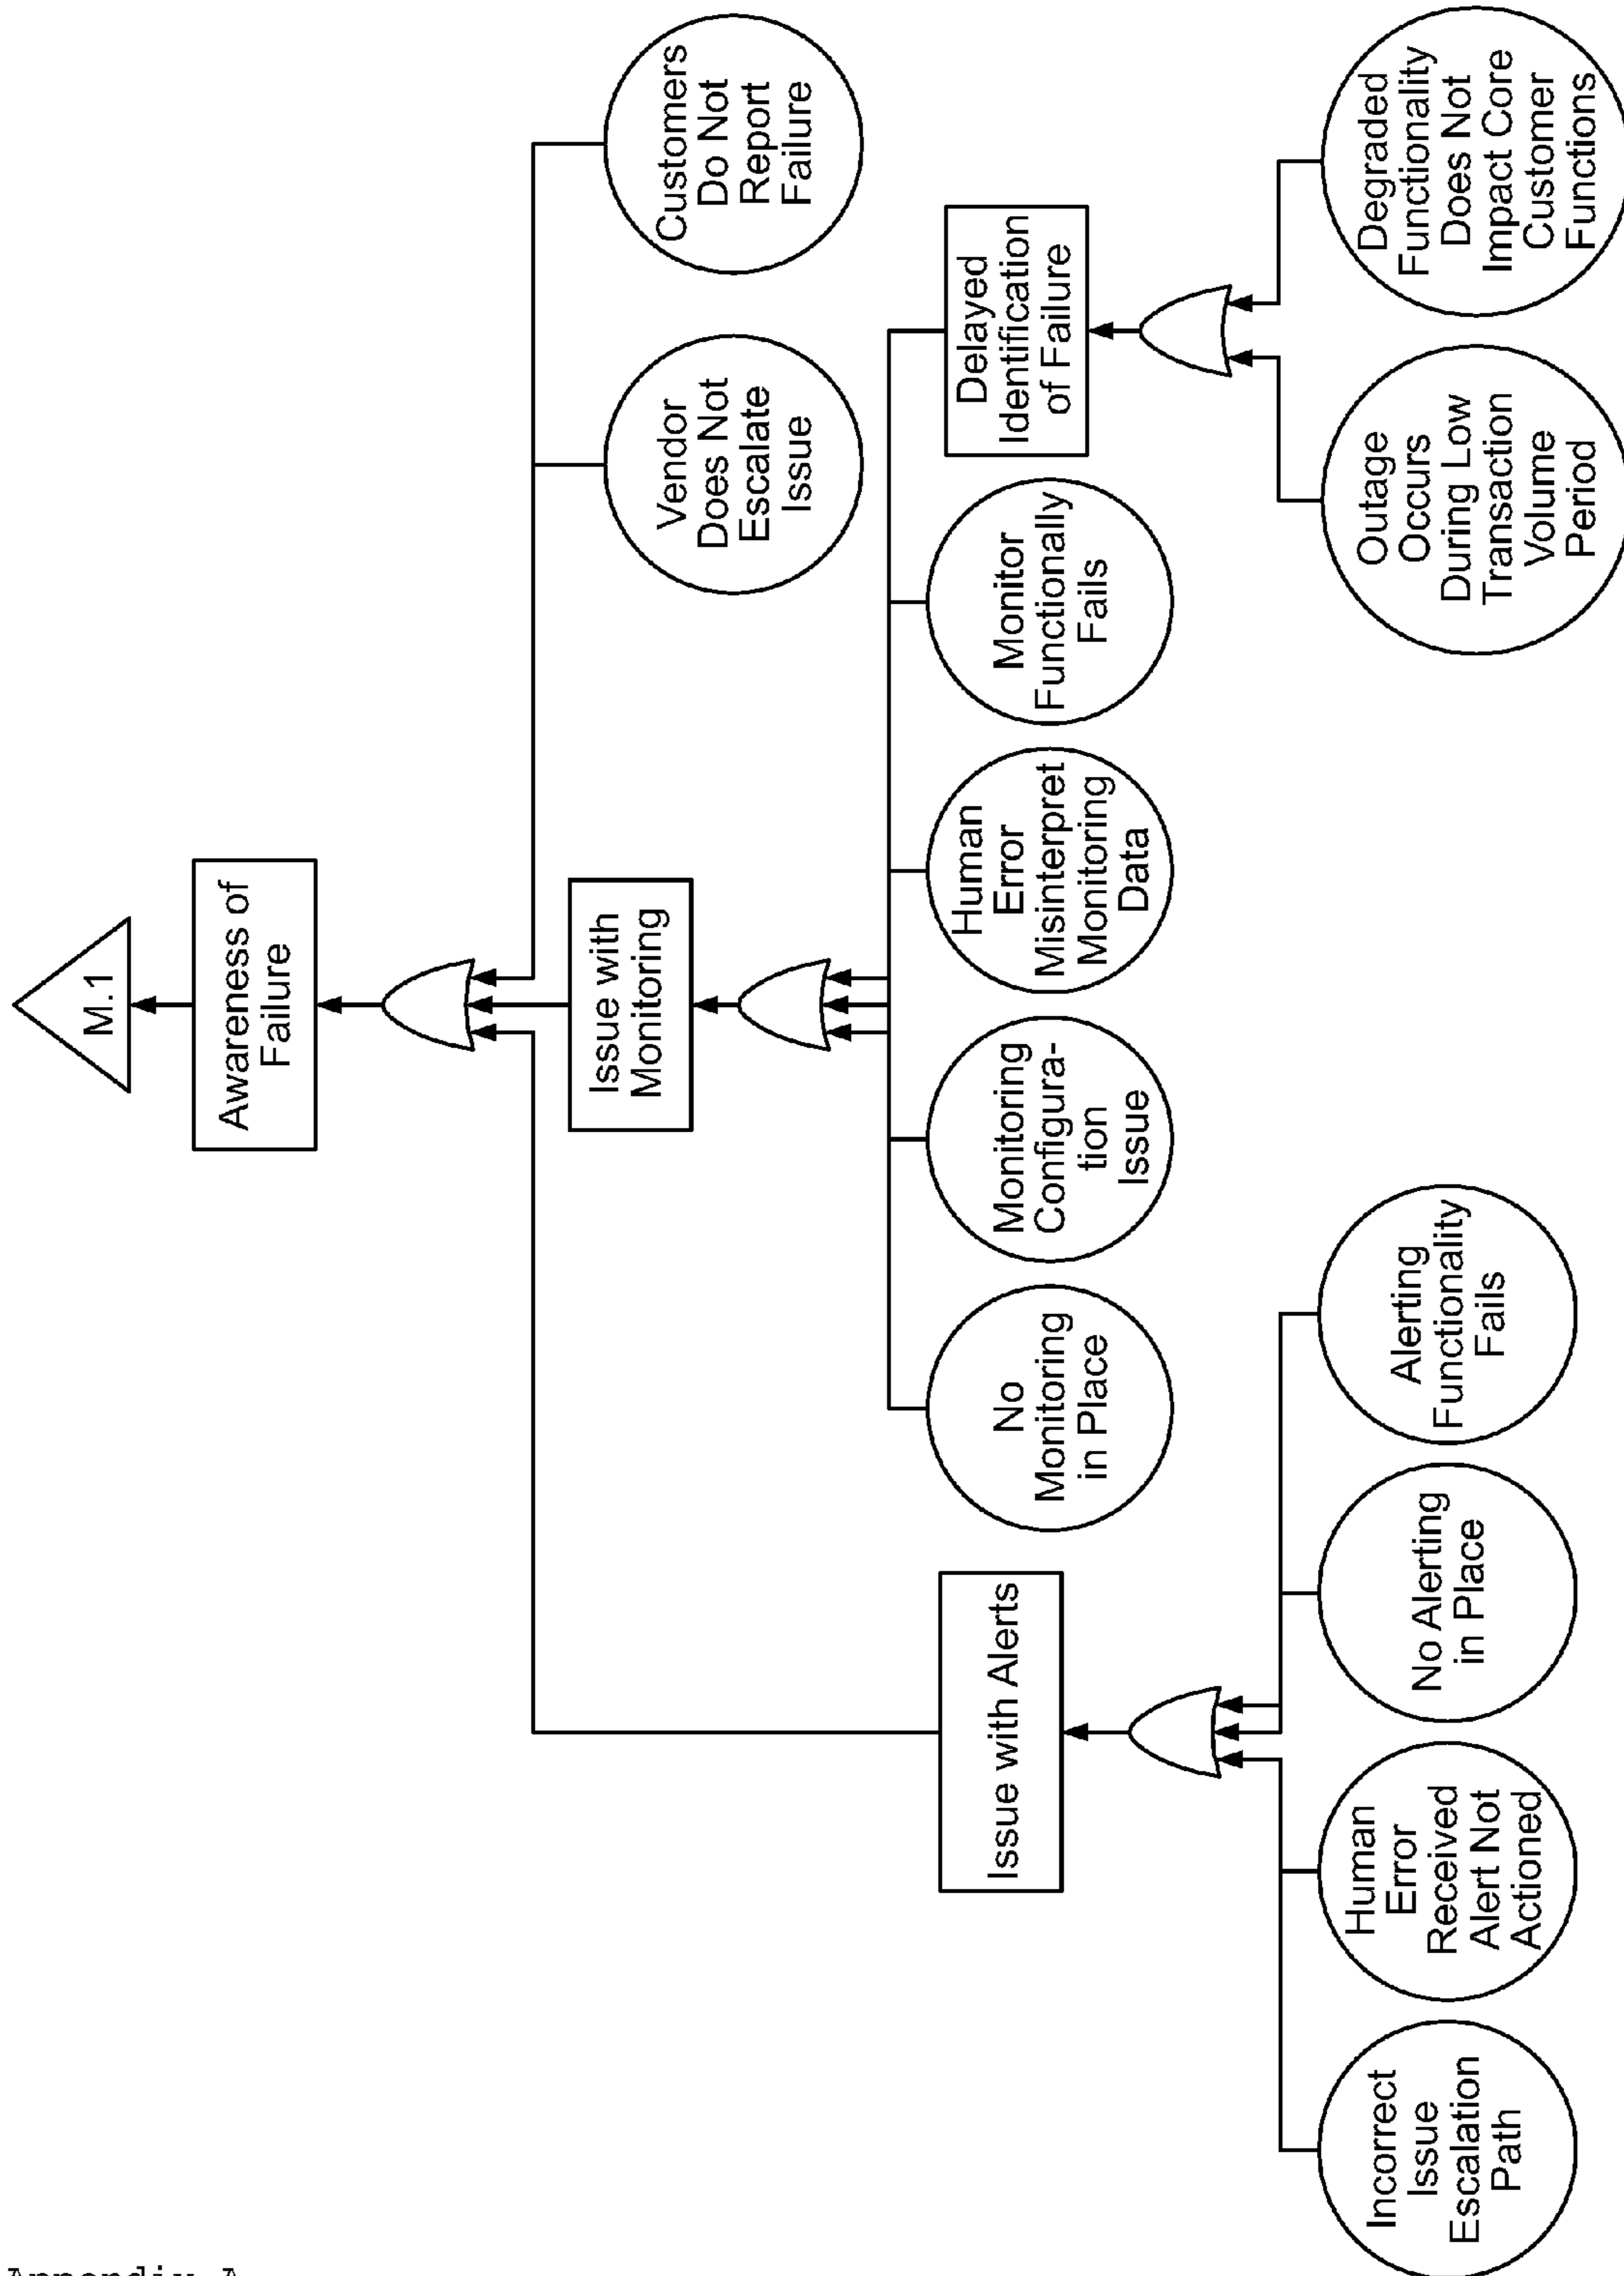 M.1
Awareness of
Failure
Issue with
Monitoring
Vendor
Does Not
Escalate
Issue
Customers
Do Not
Report
Failure
Issue with Alerts
No
Monitoring
in Place
Monitoring
Configura-
tion
Issue
Human
Error
Misinterpret
Monitoring
Data
Monitor
Functionally
Fails
Delayed
Identification
of Failure
Incorrect
Issue
Escalation
Path
Human
Error
Received
Alert Not
Actioned
No Alerting
in Place
Alerting
Functionality
Fails
Outage
Occurs
During Low
Transaction
Volume
Period
Degraded
Functionality
Does Not
Impact Core
Customer
Functions
Appendix A